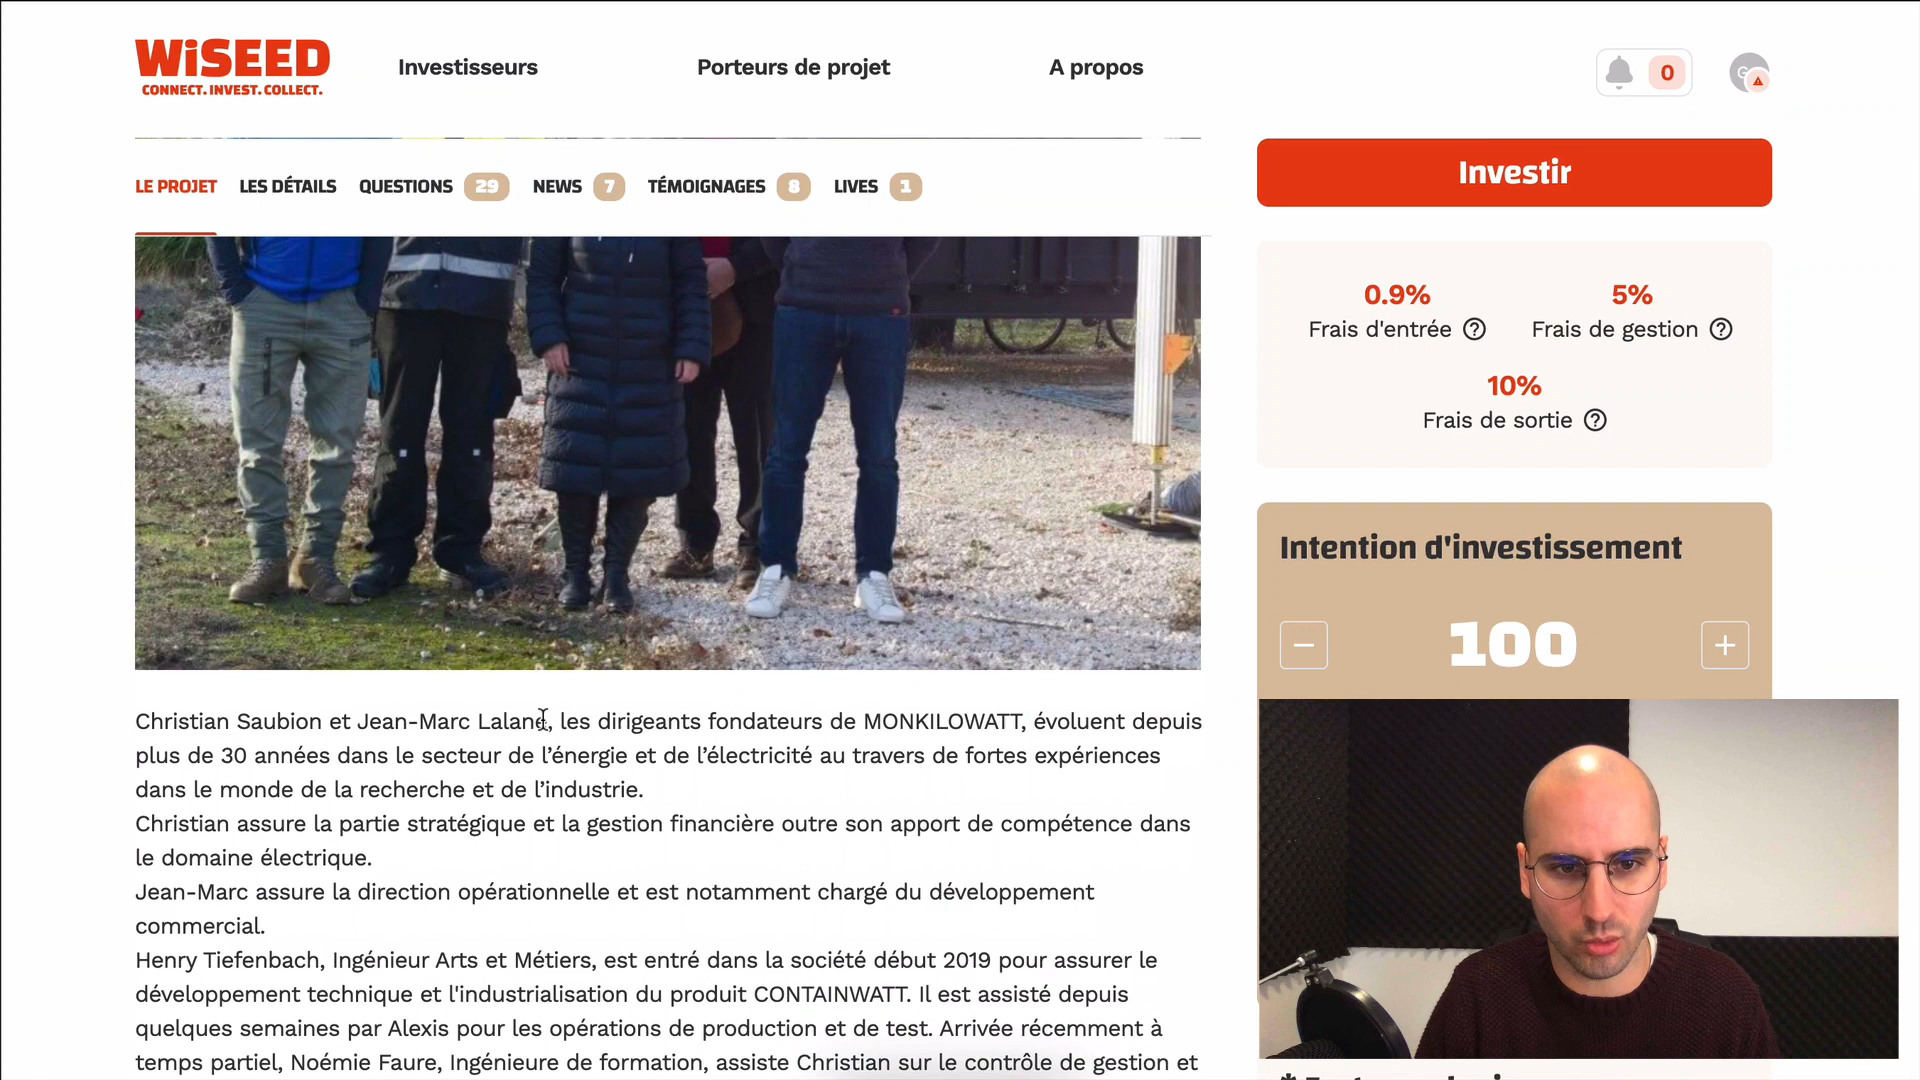 WiSEED
CONNECT. INVEST. COLLECT.
Investisseurs
Porteurs de projet
A propos
0
LE PROJET
LES DÉTAILS
QUESTIONS 29
NEWS 7
TÉMOIGNAGES 8
LIVES 1
Christian Saubion et Jean-Marc Lalane, les dirigeants fondateurs de MONKILOWATT, évoluent depuis
plus de 30 années dans le secteur de l’énergie et de l’électricité au travers de fortes expériences
dans le monde de la recherche et de l’industrie.
Christian assure la partie stratégique et la gestion financière outre son apport de compétence dans
le domaine électrique.
Jean-Marc assure la direction opérationnelle et est notamment chargé du développement
commercial.
Henry Tiefenbach, Ingénieur Arts et Métiers, est entré dans la société début 2019 pour assurer le
développement technique et l'industrialisation du produit CONTAINWATT. Il est assisté depuis
quelques semaines par Alexis pour les opérations de production et de test. Arrivée récemment à
temps partiel, Noémie Faure, Ingénieure de formation, assiste Christian sur le contrôle de gestion et
Investir
0.9%
Frais d'entrée ?
5%
Frais de gestion ?
10%
Frais de sortie ?
Intention d'investissement
− 100 +